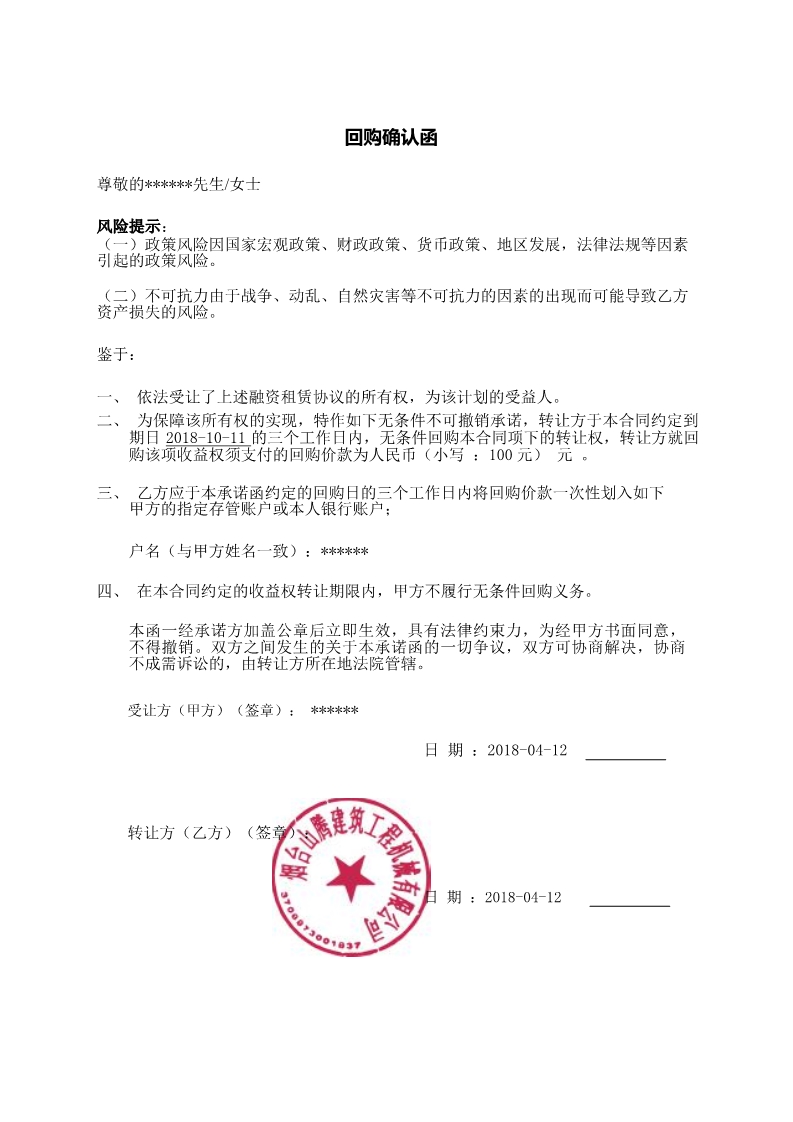 回购确认函
尊敬的******先生/女士
风险提示：
（一）政策风险因国家宏观政策、财政政策、货币政策、地区发展，法律法规等因素
引起的政策风险。
（二）不可抗力由于战争、动乱、自然灾害等不可抗力的因素的出现而可能导致乙方
资产损失的风险。
鉴于：
一、 依法受让了上述融资租赁协议的所有权，为该计划的受益人。
二、 为保障该所有权的实现，特作如下无条件不可撤销承诺，转让方于本合同约定到
期日 2018-10-11 的三个工作日内，无条件回购本合同项下的转让权，转让方就回
购该项收益权须支付的回购价款为人民币（小写 ：100 元） 元 。
三、 乙方应于本承诺函约定的回购日的三个工作日内将回购价款一次性划入如下
甲方的指定存管账户或本人银行账户；
户名（与甲方姓名一致）：******
四、 在本合同约定的收益权转让期限内，甲方不履行无条件回购义务。
本函一经承诺方加盖公章后立即生效，具有法律约束力，为经甲方书面同意，
不得撤销。双方之间发生的关于本承诺函的一切争议，双方可协商解决，协商
不成需诉讼的，由转让方所在地法院管辖。
受让方（甲方）（签章）： ******
日 期 ：2018-04-12
转让方（乙方）（签章）：
烟台山腾建筑工程机械有限公司
3706873001837
日 期 ：2018-04-12